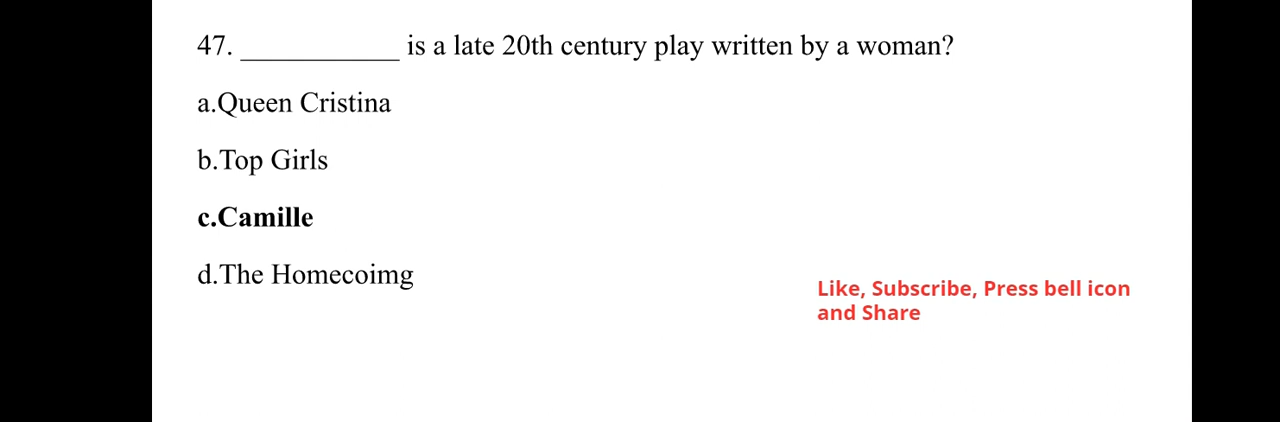 47. ___________ is a late 20th century play written by a woman?
a.Queen Cristina
b.Top Girls
c.Camille
d.The Homecoimg
Like, Subscribe, Press bell icon
and Share